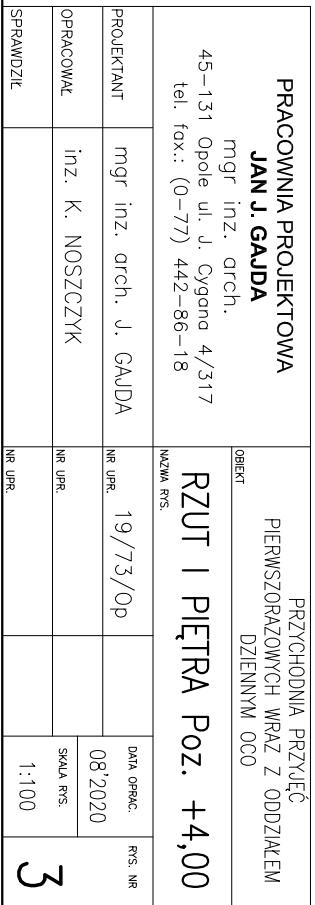 PRACOWNIA PROJEKTOWA
JAN J. GAJDA
mgr inz. arch.
45-131 Opole ul. J. Cygana 4/317
tel. fax.: (0-77) 442-86-18
PRZYCHODNIA PRZYJĘĆ
PIERWSZORAZOWYCH WRAZ Z ODDZIAŁEM
DZIENNYM OCO
OBIEKT
RZUT I PIĘTRA Poz. +4,00
NAZWA RYS.
PROJEKTANT
mgr inz. arch. J. GAJDA
NR UPR.
19/73/Op
OPRACOWAŁ
inz. K. NOSZCZYK
NR UPR.
SPRAWDZIŁ
NR UPR.
DATA OPRAC.
08'2020
SKALA RYS.
1:100
RYS. NR
3